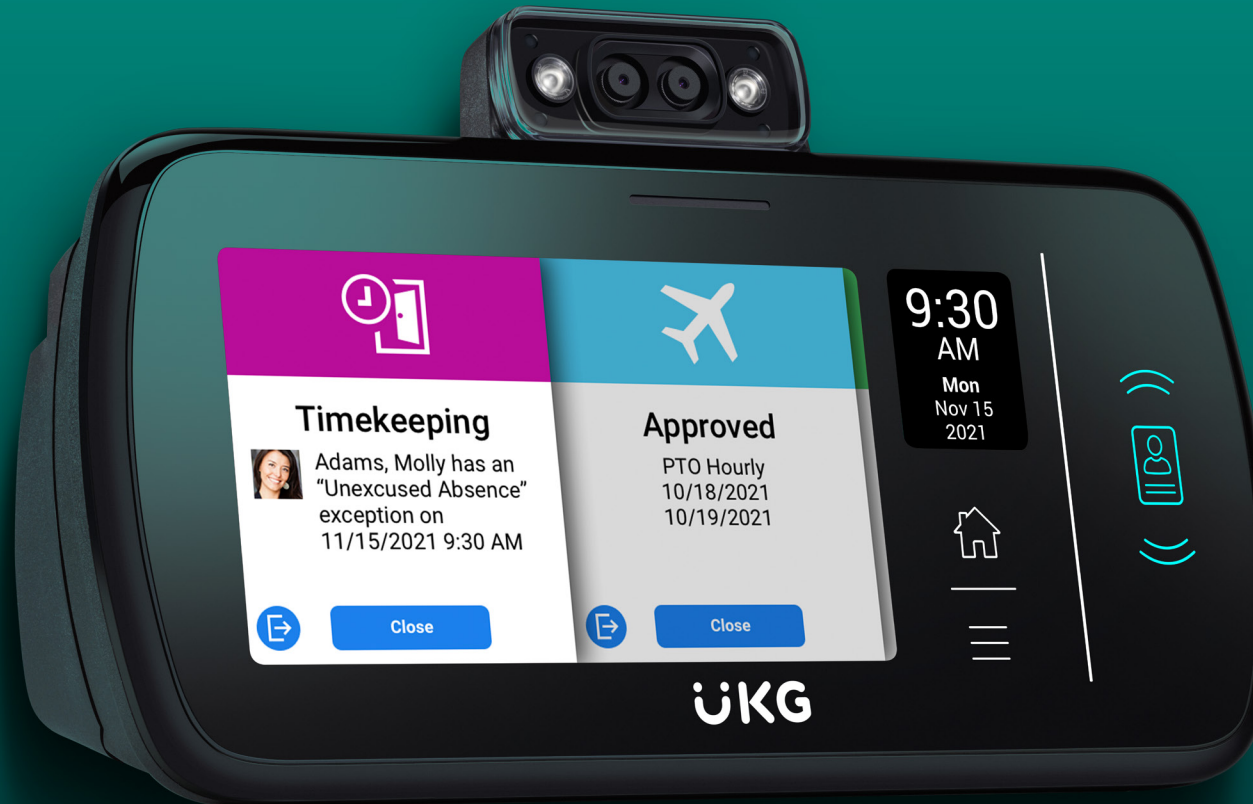 Timekeeping
Adams, Molly has an
“Unexcused Absence”
exception on
11/15/2021 9:30 AM
Close
Approved
PTO Hourly
10/18/2021
10/19/2021
Close
9:30
AM
Mon
Nov 15
2021
UKG